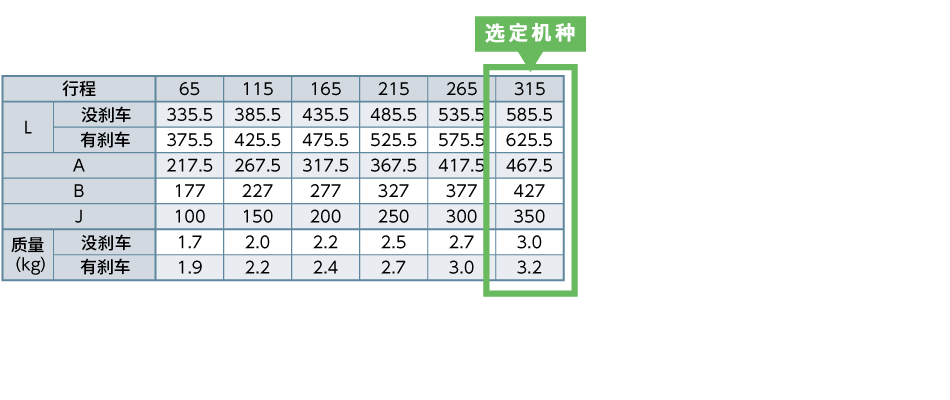 选定机种
行程 65 115 165 215 265 315
L 没刹车 335.5 385.5 435.5 485.5 535.5 585.5
有刹车 375.5 425.5 475.5 525.5 575.5 625.5
A 217.5 267.5 317.5 367.5 417.5 467.5
B 177 227 277 327 377 427
J 100 150 200 250 300 350
质量 (kg) 没刹车 1.7 2.0 2.2 2.5 2.7 3.0
有刹车 1.9 2.2 2.4 2.7 3.0 3.2